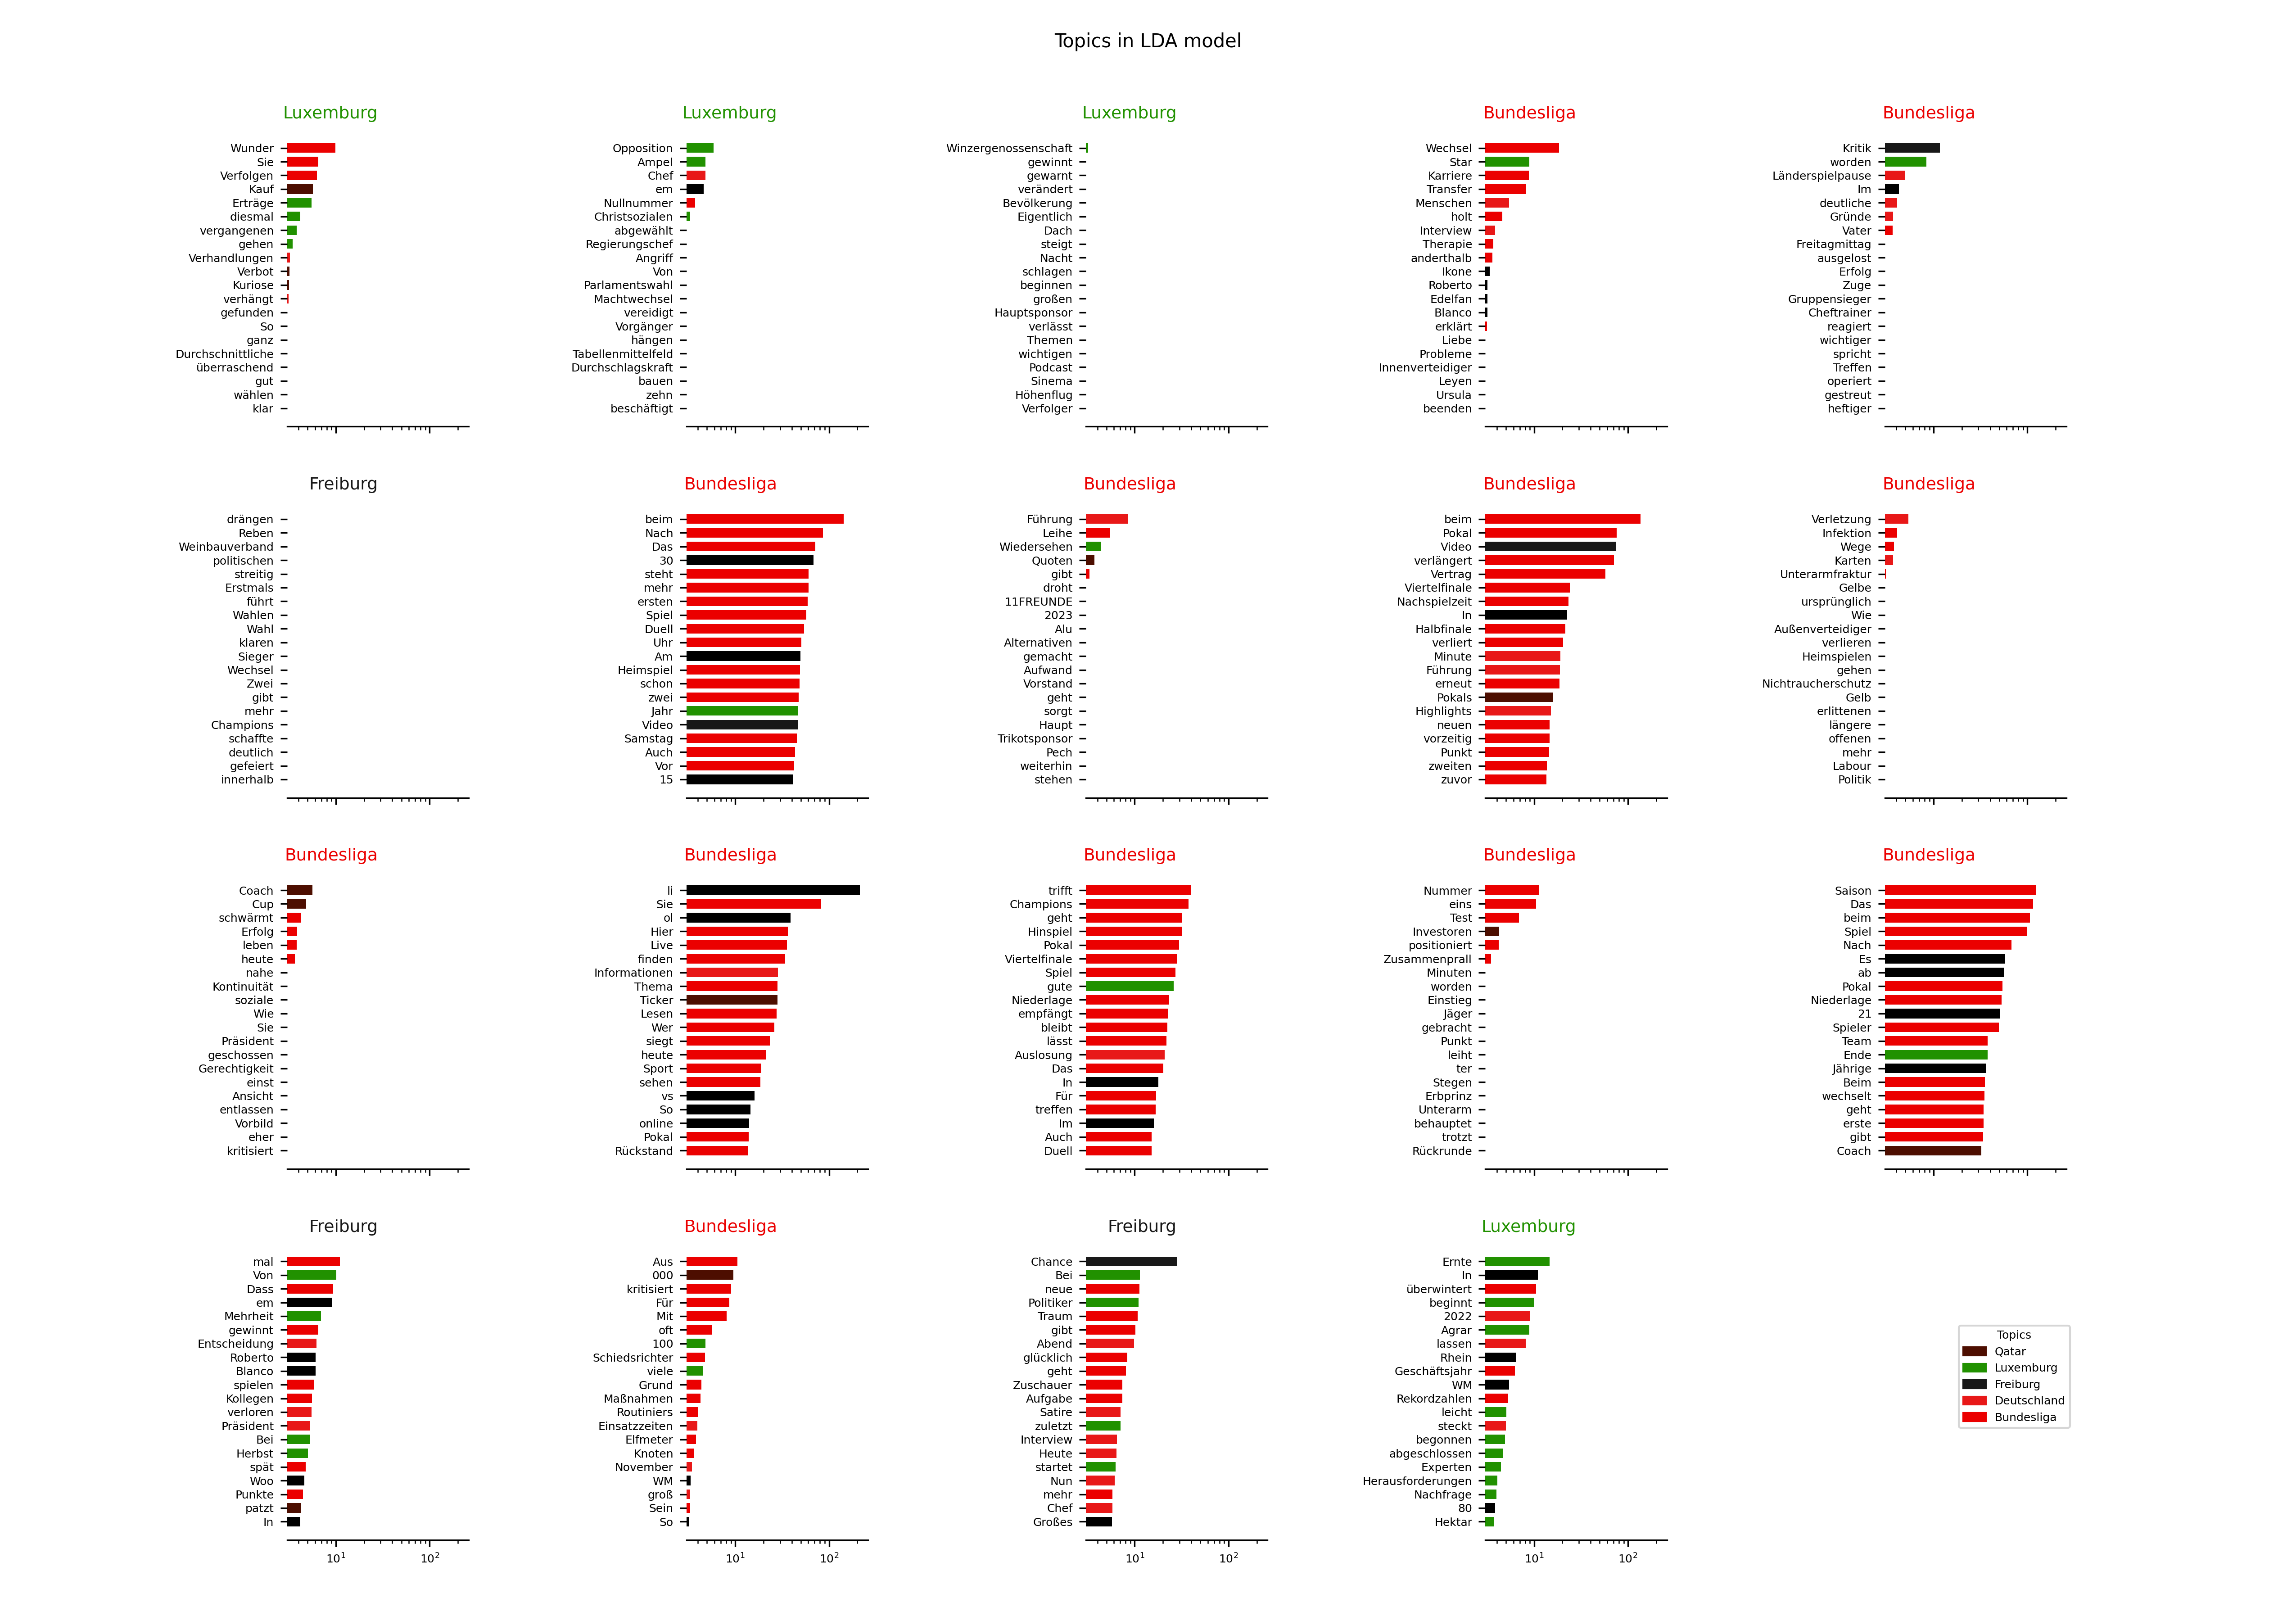 Topics in LDA model
Luxemburg
Wunder
Sie
Verfolgen
Kauf
Erträge
diesmal
vergangenen
gehen
Verhandlungen
Verbot
Kuriose
verhängt
gefunden
So
ganz
Durchschnittliche
überraschend
gut
wählen
klar
Luxemburg
Opposition
Ampel
Chef
em
Nullnummer
Christsozialen
abgewählt
Regierungschef
Angriff
Von
Parlamentswahl
Machtwechsel
vereidigt
Vorgänger
hängen
Tabellenmittelfeld
Durchschlagskraft
bauen
zehn
beschäftigt
Luxemburg
Winzergenossenschaft
gewinnt
gewarnt
verändert
Bevölkerung
Eigentlich
Dach
steigt
Nacht
schlagen
beginnen
großen
Hauptsponsor
verlässt
Themen
wichtigen
Podcast
Sinema
Höhenflug
Verfolger
Bundesliga
Wechsel
Star
Karriere
Transfer
Menschen
holt
Interview
Therapie
anderthalb
Ikone
Roberto
Edelfan
Blanco
erklärt
Liebe
Probleme
Innenverteidiger
Leyen
Ursula
beenden
Bundesliga
Kritik
worden
Länderspielpause
Im
deutliche
Gründe
Vater
Freitagmittag
ausgelost
Erfolg
Zuge
Gruppensieger
Cheftrainer
reagiert
wichtiger
spricht
Treffen
operiert
gestreut
heftiger
Freiburg
drängen
Reben
Weinbauverband
politischen
streitig
Erstmals
führt
Wahlen
Wahl
klaren
Sieger
Wechsel
Zwei
gibt
mehr
Champions
schaffte
deutlich
gefeiert
innerhalb
Bundesliga
beim
Nach
Das
30
steht
mehr
ersten
Spiel
Duell
Uhr
Am
Heimspiel
schon
zwei
Jahr
Video
Samstag
Auch
Vor
15
Bundesliga
Führung
Leihe
Wiedersehen
Quoten
gibt
droht
11FREUNDE
2023
Alu
Alternativen
gemacht
Aufwand
Vorstand
geht
sorgt
Haupt
Trikotsponsor
Pech
weiterhin
stehen
Bundesliga
beim
Pokal
Video
verlängert
Vertrag
Viertelfinale
Nachspielzeit
In
Halbfinale
verliert
Minute
Führung
erneut
Pokals
Highlights
neuen
vorzeitig
Punkt
zweiten
zuvor
Bundesliga
Verletzung
Infektion
Wege
Karten
Unterarmfraktur
Gelbe
ursprünglich
Wie
Außenverteidiger
verlieren
Heimspielen
gehen
Nichtraucherschutz
Gelb
erlittenen
längere
offenen
mehr
Labour
Politik
Bundesliga
Coach
Cup
schwärmt
Erfolg
leben
heute
nahe
Kontinuität
soziale
Wie
Sie
Präsident
geschossen
Gerechtigkeit
einst
Ansicht
entlassen
Vorbild
eher
kritisiert
Bundesliga
li
Sie
ol
Hier
Live
finden
Informationen
Thema
Ticker
Lesen
Wer
siegt
heute
Sport
sehen
vs
So
online
Pokal
Rückstand
Bundesliga
trifft
Champions
geht
Hinspiel
Pokal
Viertelfinale
Spiel
gute
Niederlage
empfängt
bleibt
lässt
Auslosung
Das
In
Für
treffen
Im
Auch
Duell
Bundesliga
Nummer
eins
Test
Investoren
positioniert
Zusammenprall
Minuten
worden
Einstieg
Jäger
gebracht
Punkt
leiht
ter
Stegen
Erbprinz
Unterarm
behauptet
trotzt
Rückrunde
Bundesliga
Saison
Das
beim
Spiel
Nach
Es
ab
Pokal
Niederlage
21
Spieler
Team
Ende
Jährige
Beim
wechselt
geht
erste
gibt
Coach
Freiburg
mal
Von
Dass
em
Mehrheit
gewinnt
Entscheidung
Roberto
Blanco
spielen
Kollegen
verloren
Präsident
Bei
Herbst
spät
Woo
Punkte
patzt
In
10¹ 10²
Bundesliga
Aus
000
kritisiert
Für
Mit
oft
100
Schiedsrichter
viele
Grund
Maßnahmen
Routiniers
Einsatzzeiten
Elfmeter
Knoten
November
WM
groß
Sein
So
10¹ 10²
Freiburg
Chance
Bei
neue
Politiker
Traum
gibt
Abend
glücklich
geht
Zuschauer
Aufgabe
Satire
zuletzt
Interview
Heute
startet
Nun
mehr
Chef
Großes
10¹ 10²
Luxemburg
Ernte
In
überwintert
beginnt
2022
Agrar
lassen
Rhein
Geschäftsjahr
WM
Rekordzahlen
leicht
steckt
begonnen
abgeschlossen
Experten
Herausforderungen
Nachfrage
80
Hektar
10¹ 10²
Topics
Qatar
Luxemburg
Freiburg
Deutschland
Bundesliga